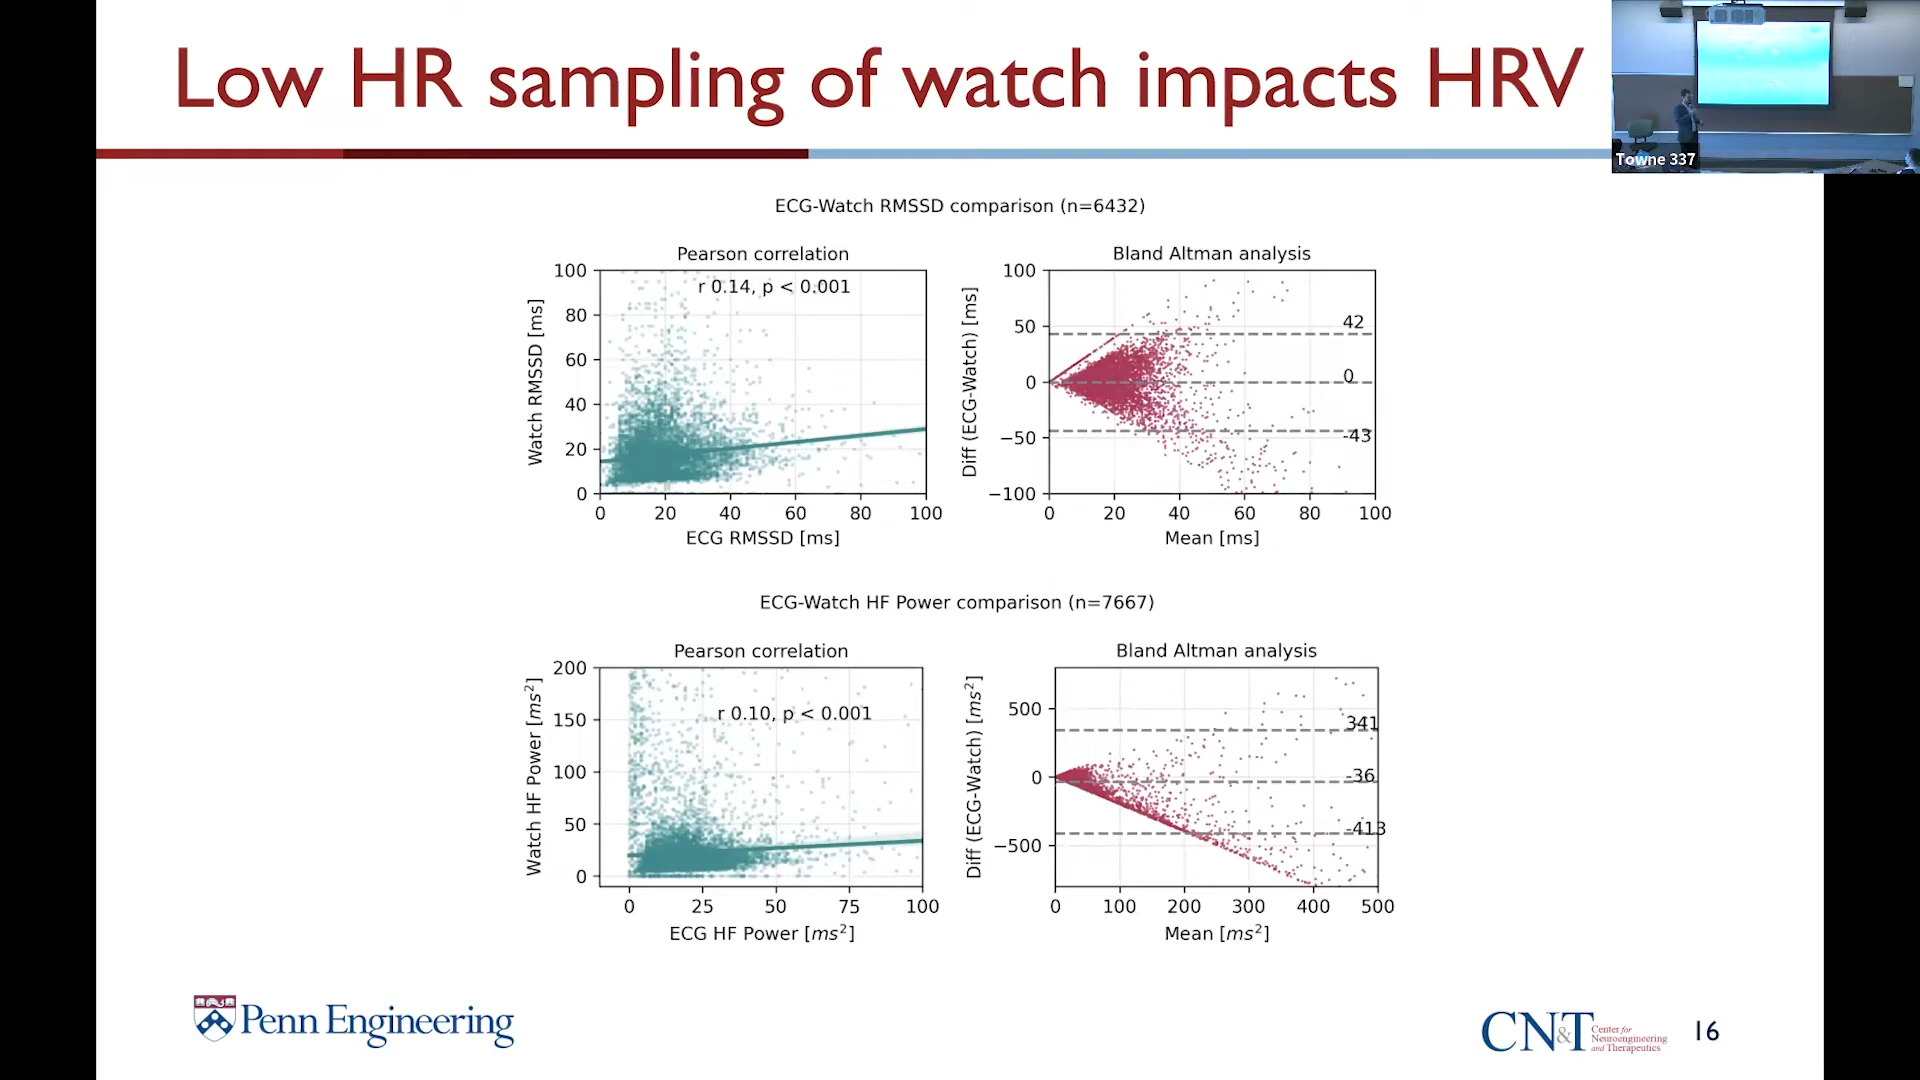 Low HR sampling of watch impacts HRV
Towne 337
ECG-Watch RMSSD comparison (n=6432)
Pearson correlation
r 0.14, p < 0.001
Watch RMSSD [ms]
100
80
60
40
20
0
0 20 40 60 80 100
ECG RMSSD [ms]
Bland Altman analysis
Diff (ECG-Watch) [ms]
100
50
0
−50
−100
42
0
-43
0 20 40 60 80 100
Mean [ms]
ECG-Watch HF Power comparison (n=7667)
Pearson correlation
r 0.10, p < 0.001
Watch HF Power [ms²]
200
150
100
50
0
0 25 50 75 100
ECG HF Power [ms²]
Bland Altman analysis
Diff (ECG-Watch) [ms²]
500
0
−500
341
-36
-413
0 100 200 300 400 500
Mean [ms²]
Penn Engineering
CN&T Center for
Neuroengineering
and Therapeutics
16